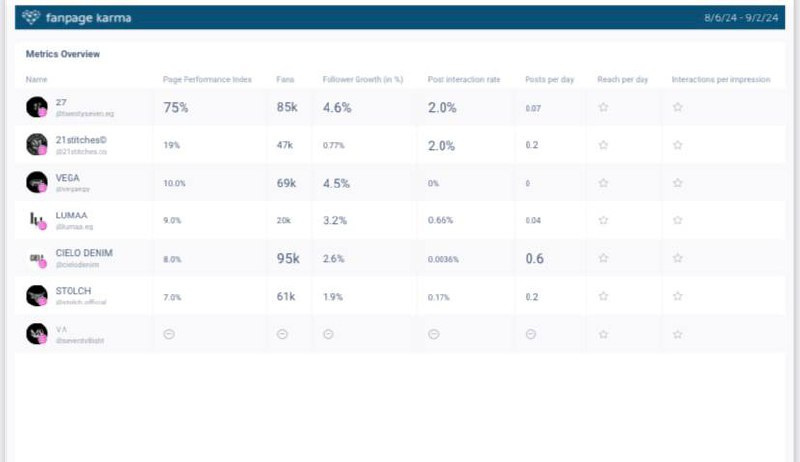 fanpage karma
8/6/24 - 9/2/24
Metrics Overview
Name Page Performance Index Fans Follower Growth (in %) Post interaction rate Posts per day Reach per day Interactions per impression
27
@twentyseven.eg
75% 85k 4.6% 2.0% 0.07
21stitches©
@21stitches.co
19% 47k 0.77% 2.0% 0.2
VEGA
10.0% 69k 4.5% 0% 0
LUMAA
@lumaa.eg
9.0% 20k 3.2% 0.66% 0.04
CIELO DENIM
@cielodenim
8.0% 95k 2.6% 0.0036% 0.6
STOLCH
7.0% 61k 1.9% 0.17% 0.2